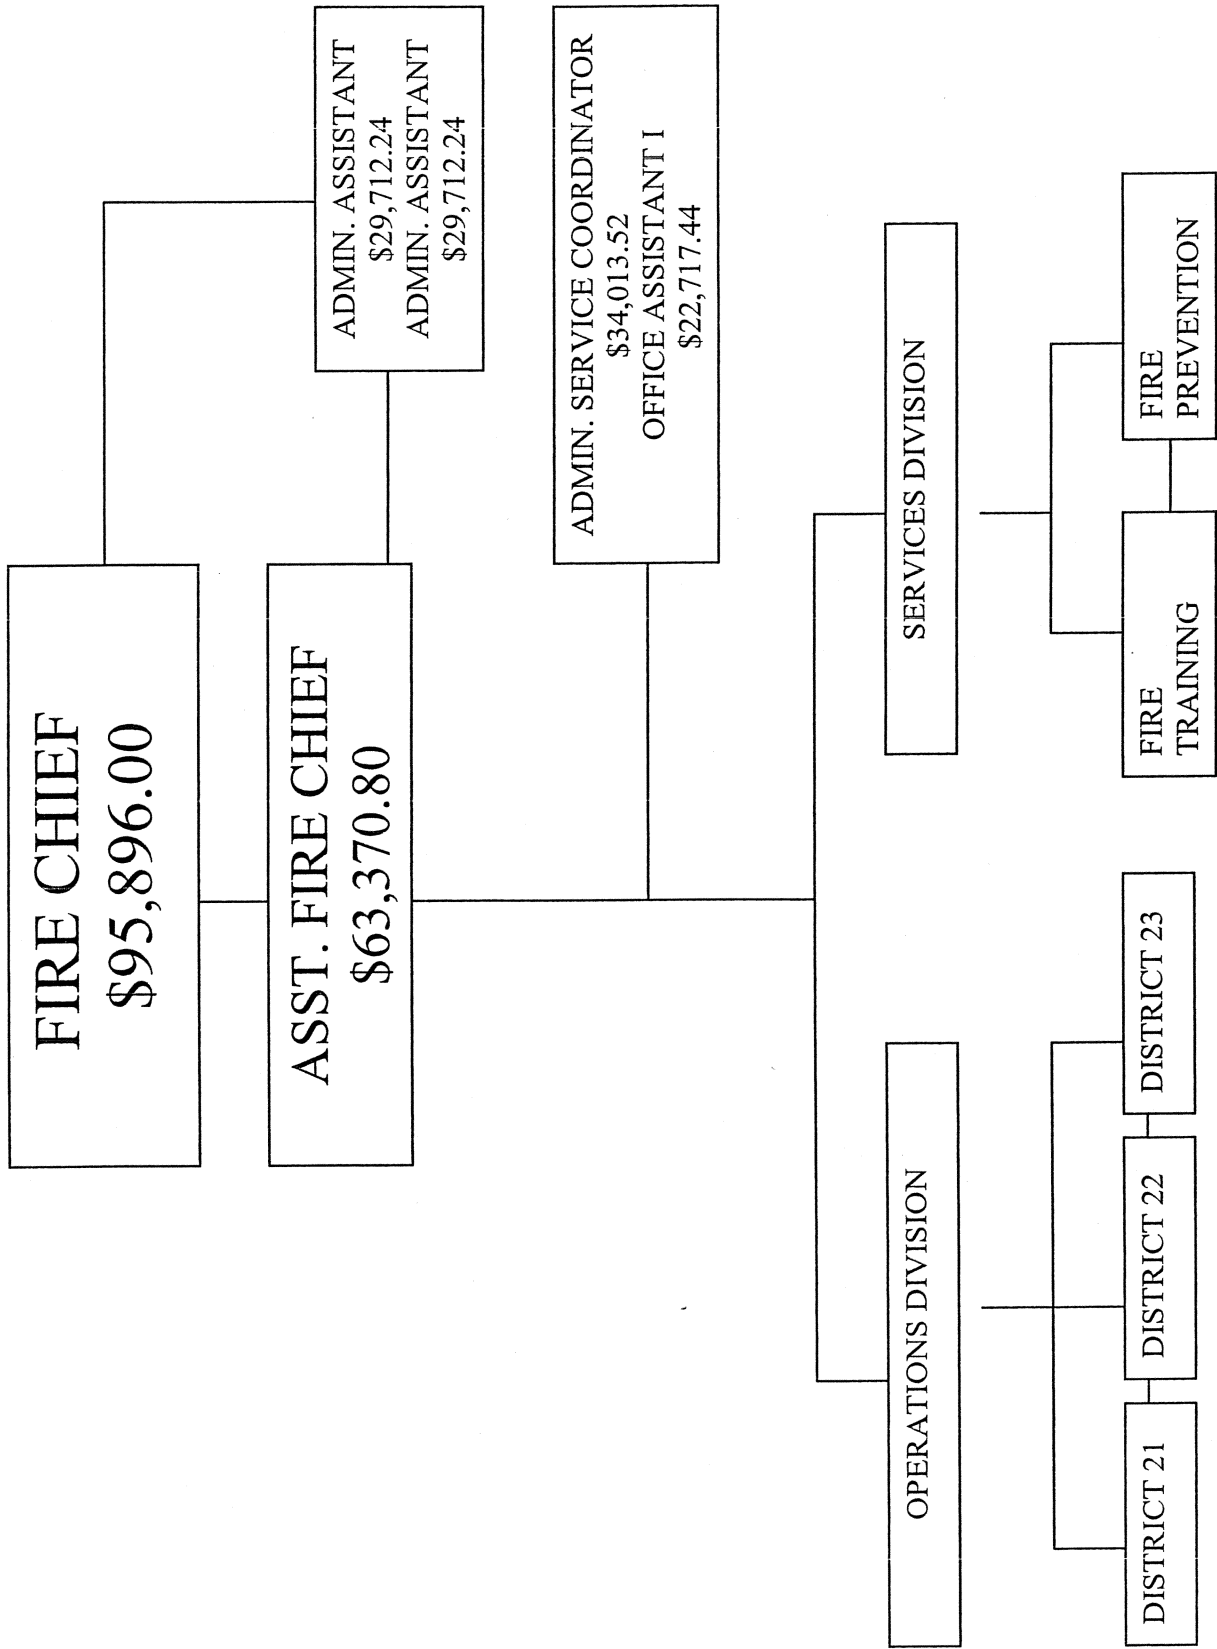 FIRE CHIEF
$95,896.00
ASST. FIRE CHIEF
$63,370.80
ADMIN. ASSISTANT
$29,712.24
ADMIN. ASSISTANT
$29,712.24
ADMIN. SERVICE COORDINATOR
$34,013.52
OFFICE ASSISTANT I
$22,717.44
OPERATIONS DIVISION
SERVICES DIVISION
DISTRICT 21
DISTRICT 22
DISTRICT 23
FIRE
TRAINING
FIRE
PREVENTION